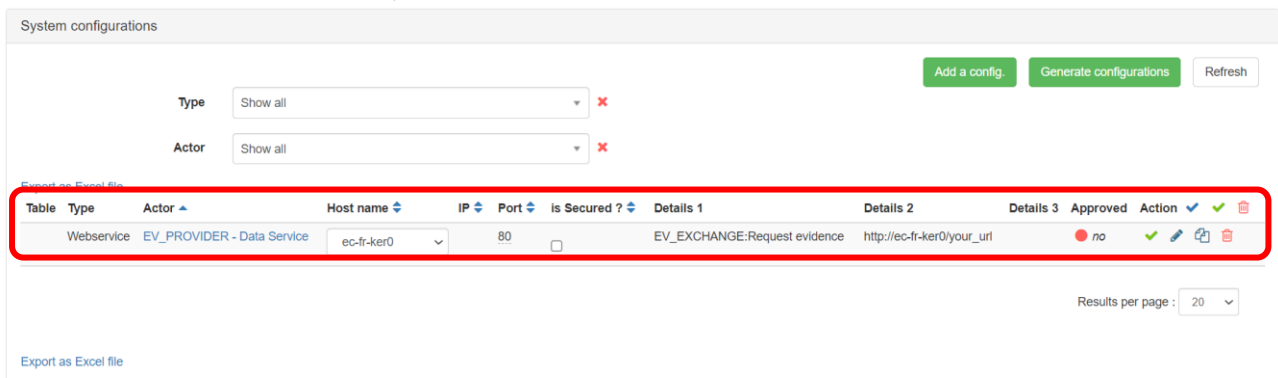 System configurations
Add a config. Generate configurations Refresh
Type Show all
Actor Show all
Export as Excel file
Table Type Actor Host name IP Port is Secured ? Details 1 Details 2 Details 3 Approved Action
Webservice EV_PROVIDER - Data Service ec-fr-ker0 80 EV_EXCHANGE:Request evidence http://ec-fr-ker0/your_url no
Results per page : 20
Export as Excel file